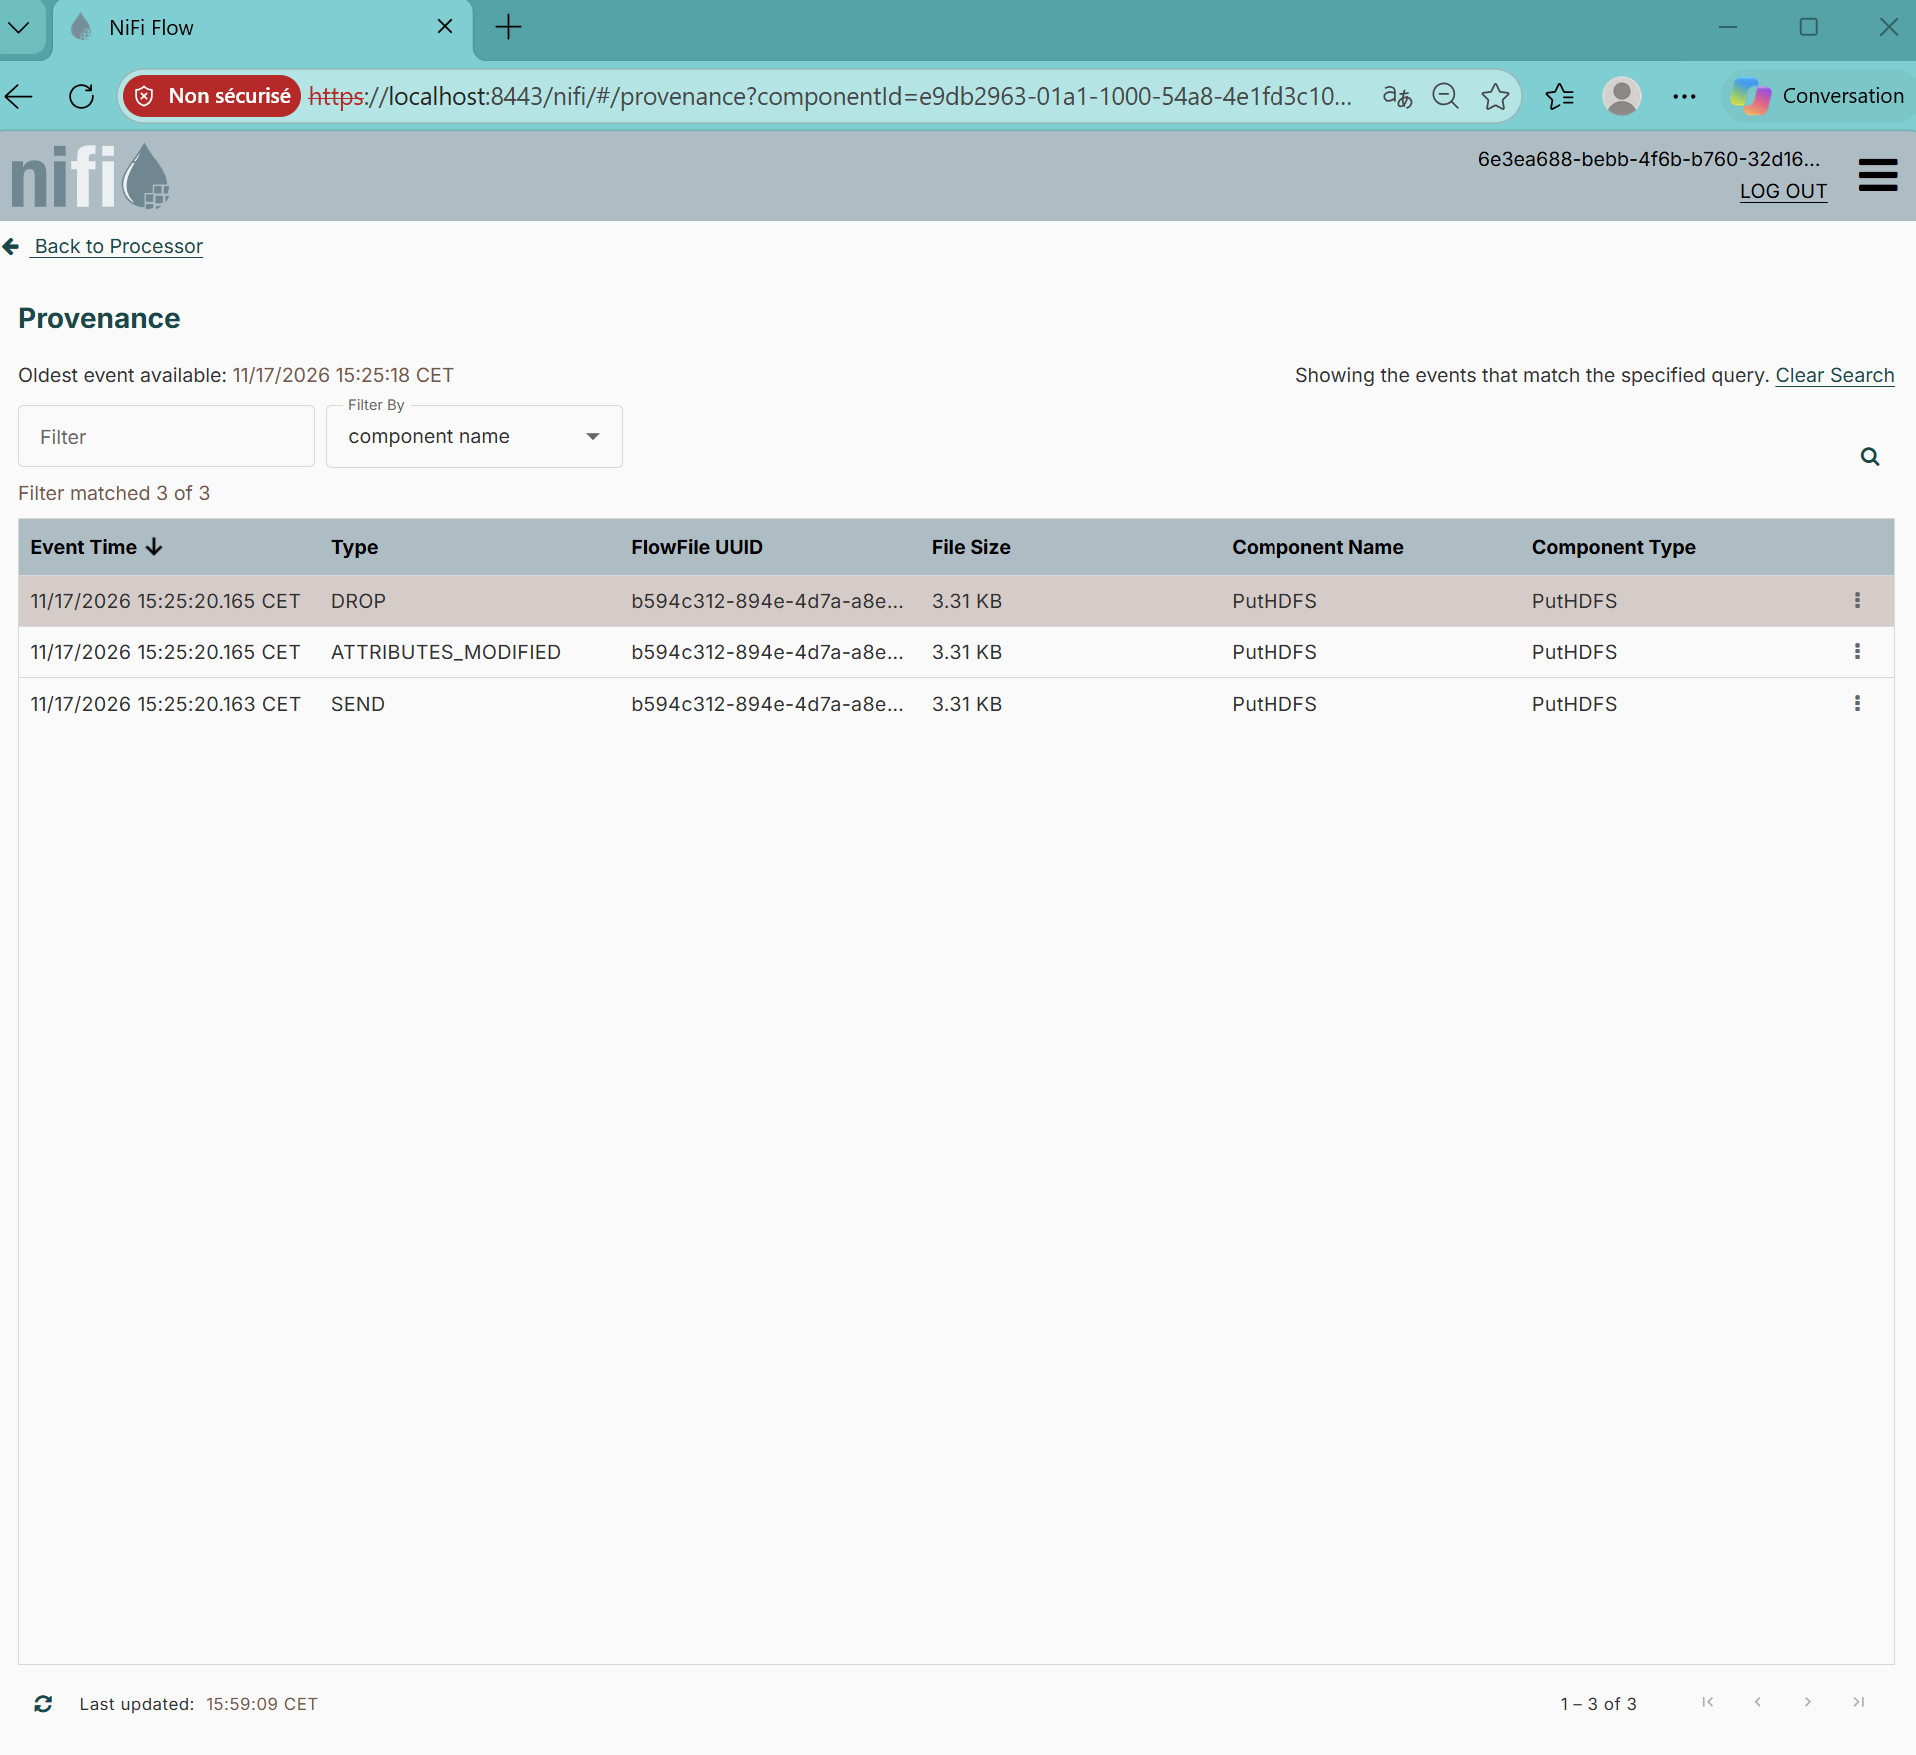 NiFi Flow
Non sécurisé https://localhost:8443/nifi/#/provenance?componentId=e9db2963-01a1-1000-54a8-4e1fd3c10... aあ Conversation
nifi
6e3ea688-bebb-4f6b-b760-32d16...
LOG OUT
Back to Processor
Provenance
Oldest event available: 11/17/2026 15:25:18 CET
Showing the events that match the specified query. Clear Search
Filter
Filter By
component name
Filter matched 3 of 3
Event Time Type FlowFile UUID File Size Component Name Component Type
11/17/2026 15:25:20.165 CET DROP b594c312-894e-4d7a-a8e... 3.31 KB PutHDFS PutHDFS
11/17/2026 15:25:20.165 CET ATTRIBUTES_MODIFIED b594c312-894e-4d7a-a8e... 3.31 KB PutHDFS PutHDFS
11/17/2026 15:25:20.163 CET SEND b594c312-894e-4d7a-a8e... 3.31 KB PutHDFS PutHDFS
Last updated: 15:59:09 CET
1 – 3 of 3